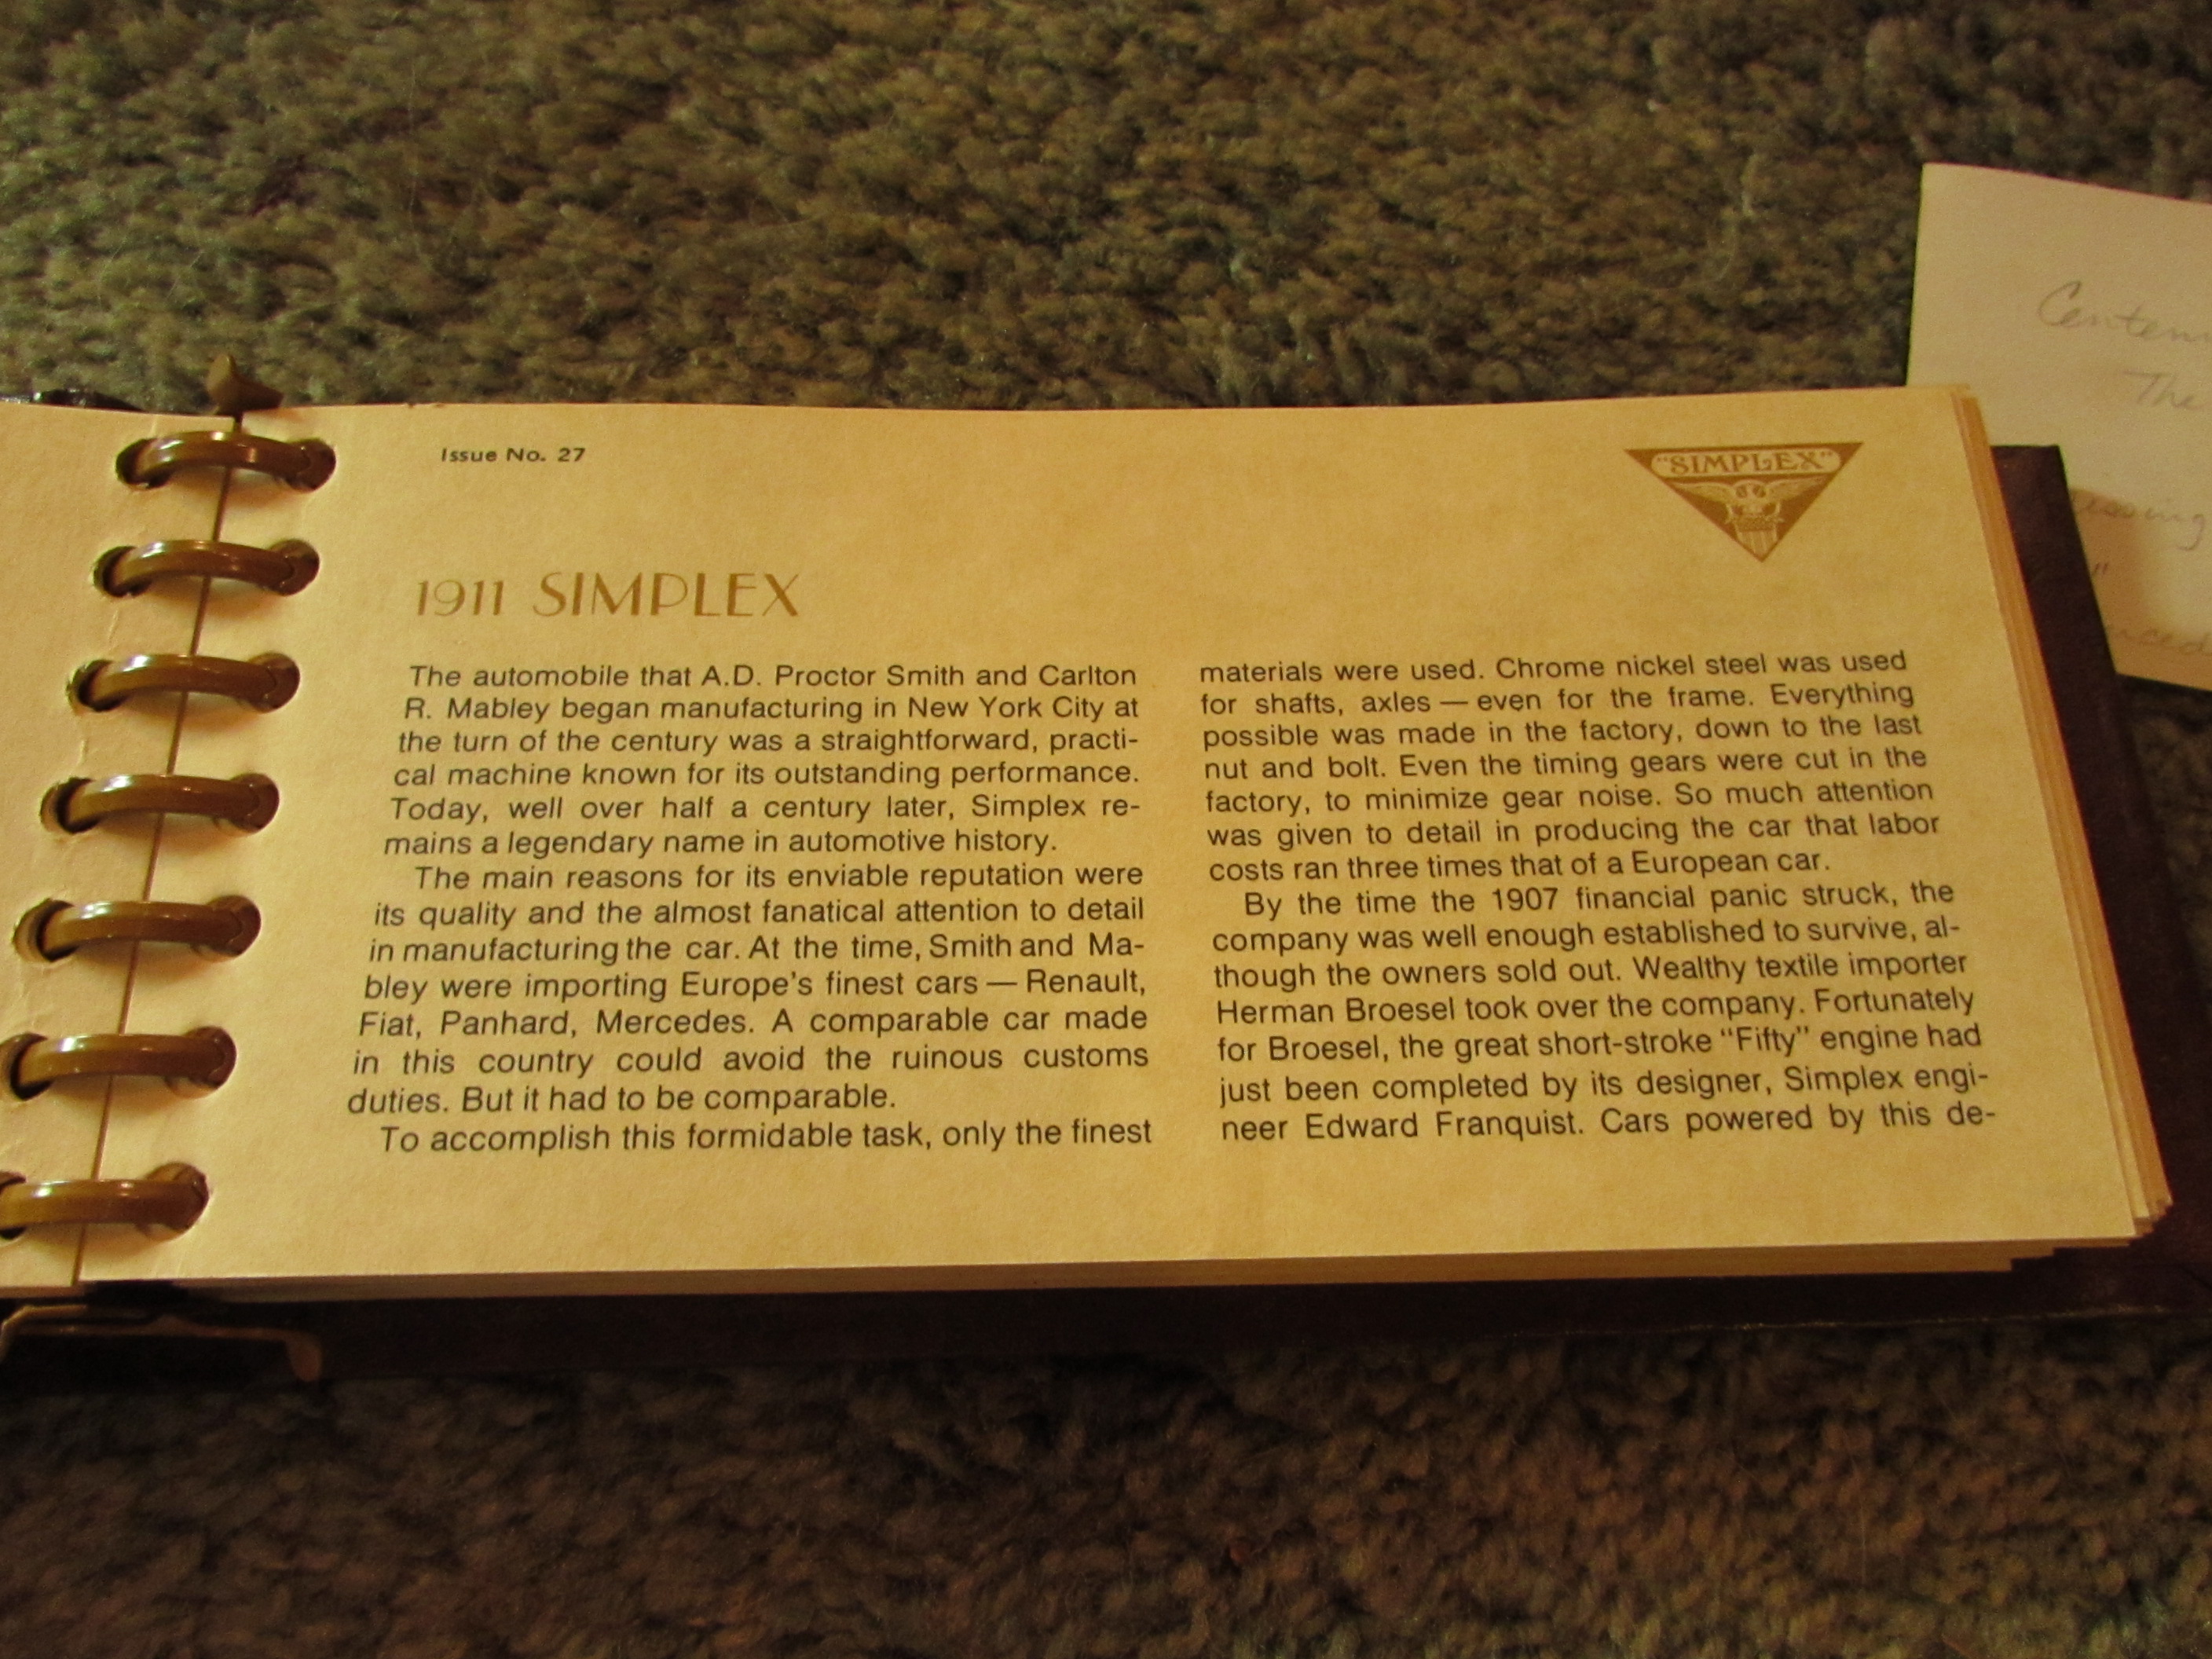 Issue No. 27
"SIMPLEX"
1911 SIMPLEX
The automobile that A.D. Proctor Smith and Carlton
R. Mabley began manufacturing in New York City at
the turn of the century was a straightforward, practi-
cal machine known for its outstanding performance.
Today, well over half a century later, Simplex re-
mains a legendary name in automotive history.
The main reasons for its enviable reputation were
its quality and the almost fanatical attention to detail
in manufacturing the car. At the time, Smith and Ma-
bley were importing Europe's finest cars — Renault,
Fiat, Panhard, Mercedes. A comparable car made
in this country could avoid the ruinous customs
duties. But it had to be comparable.
To accomplish this formidable task, only the finest
materials were used. Chrome nickel steel was used
for shafts, axles — even for the frame. Everything
possible was made in the factory, down to the last
nut and bolt. Even the timing gears were cut in the
factory, to minimize gear noise. So much attention
was given to detail in producing the car that labor
costs ran three times that of a European car.
By the time the 1907 financial panic struck, the
company was well enough established to survive, al-
though the owners sold out. Wealthy textile importer
Herman Broesel took over the company. Fortunately
for Broesel, the great short-stroke "Fifty" engine had
just been completed by its designer, Simplex engi-
neer Edward Franquist. Cars powered by this de-
The